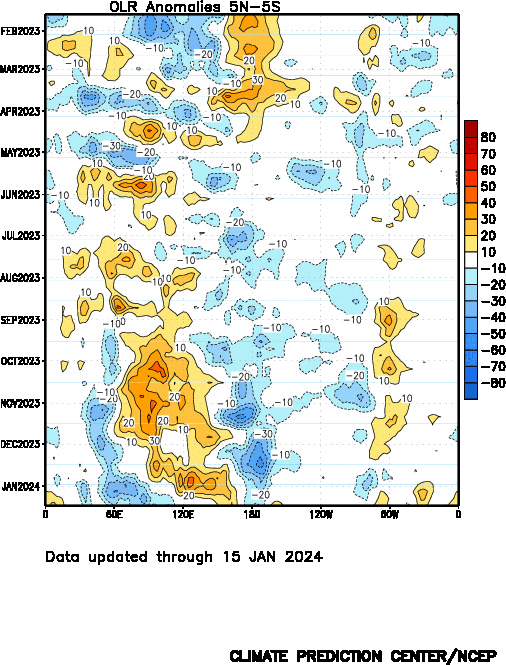 OLR Anomalies 5N-5S
FEB2023
MAR2023
APR2023
MAY2023
JUN2023
JUL2023
AUG2023
SEP2023
OCT2023
NOV2023
DEC2023
JAN2024
0 60E 120E 180 120W 60W 0
80
70
60
50
40
30
20
10
-10
-20
-30
-40
-50
-60
-70
-80
Data updated through 15 JAN 2024
CLIMATE PREDICTION CENTER/NCEP